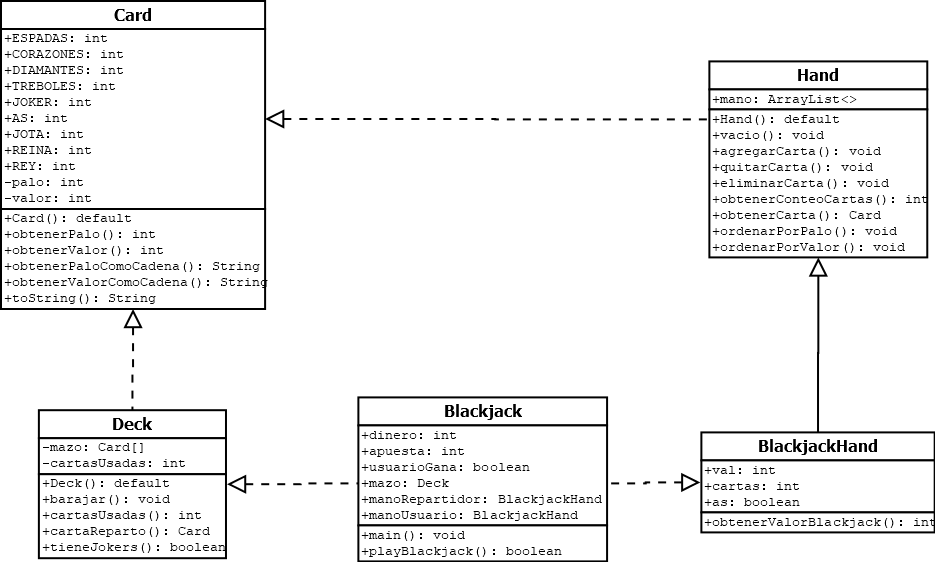 Card
+ESPADAS: int
+CORAZONES: int
+DIAMANTES: int
+TREBOLES: int
+JOKER: int
+AS: int
+JOTA: int
+REINA: int
+REY: int
-palo: int
-valor: int
+Card(): default
+obtenerPalo(): int
+obtenerValor(): int
+obtenerPaloComoCadena(): String
+obtenerValorComoCadena(): String
+toString(): String
Hand
+mano: ArrayList<>
+Hand(): default
+vacio(): void
+agregarCarta(): void
+quitarCarta(): void
+eliminarCarta(): void
+obtenerConteoCartas(): int
+obtenerCarta(): Card
+ordenarPorPalo(): void
+ordenarPorValor(): void
Deck
-mazo: Card[]
-cartasUsadas: int
+Deck(): default
+barajar(): void
+cartasUsadas(): int
+cartaReparto(): Card
+tieneJokers(): boolean
Blackjack
+dinero: int
+apuesta: int
+usuarioGana: boolean
+mazo: Deck
+manoRepartidor: BlackjackHand
+manoUsuario: BlackjackHand
+main(): void
+playBlackjack(): boolean
BlackjackHand
+val: int
+cartas: int
+as: boolean
+obtenerValorBlackjack(): int